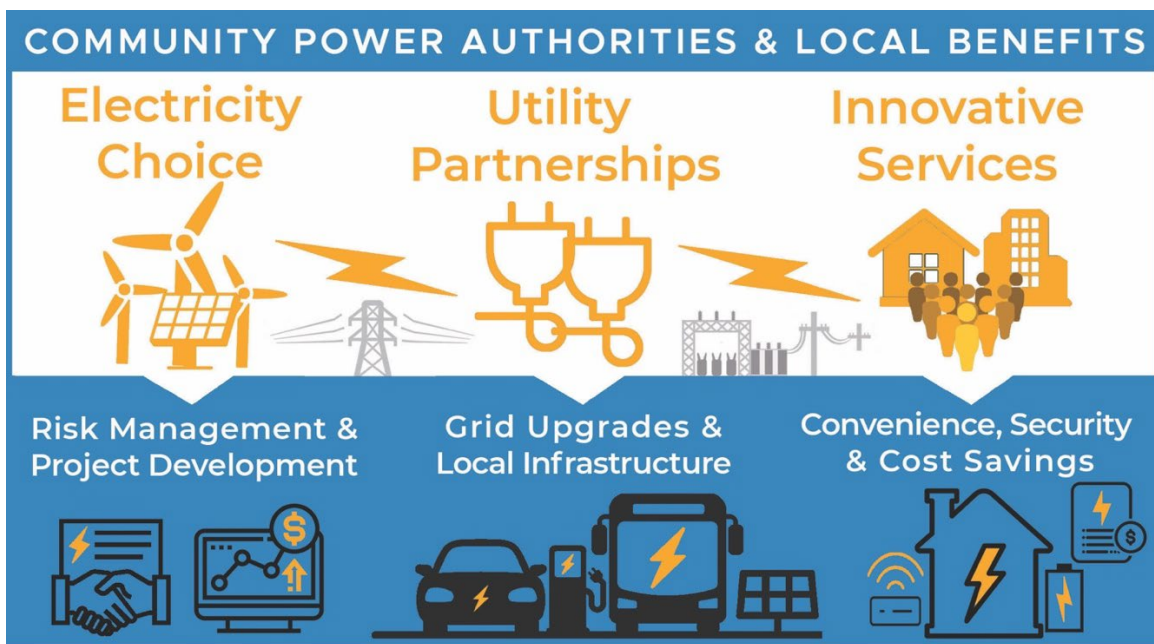 COMMUNITY POWER AUTHORITIES & LOCAL BENEFITS
Electricity
Choice
Utility
Partnerships
Innovative
Services
Risk Management &
Project Development
Grid Upgrades &
Local Infrastructure
Convenience, Security
& Cost Savings
$
$